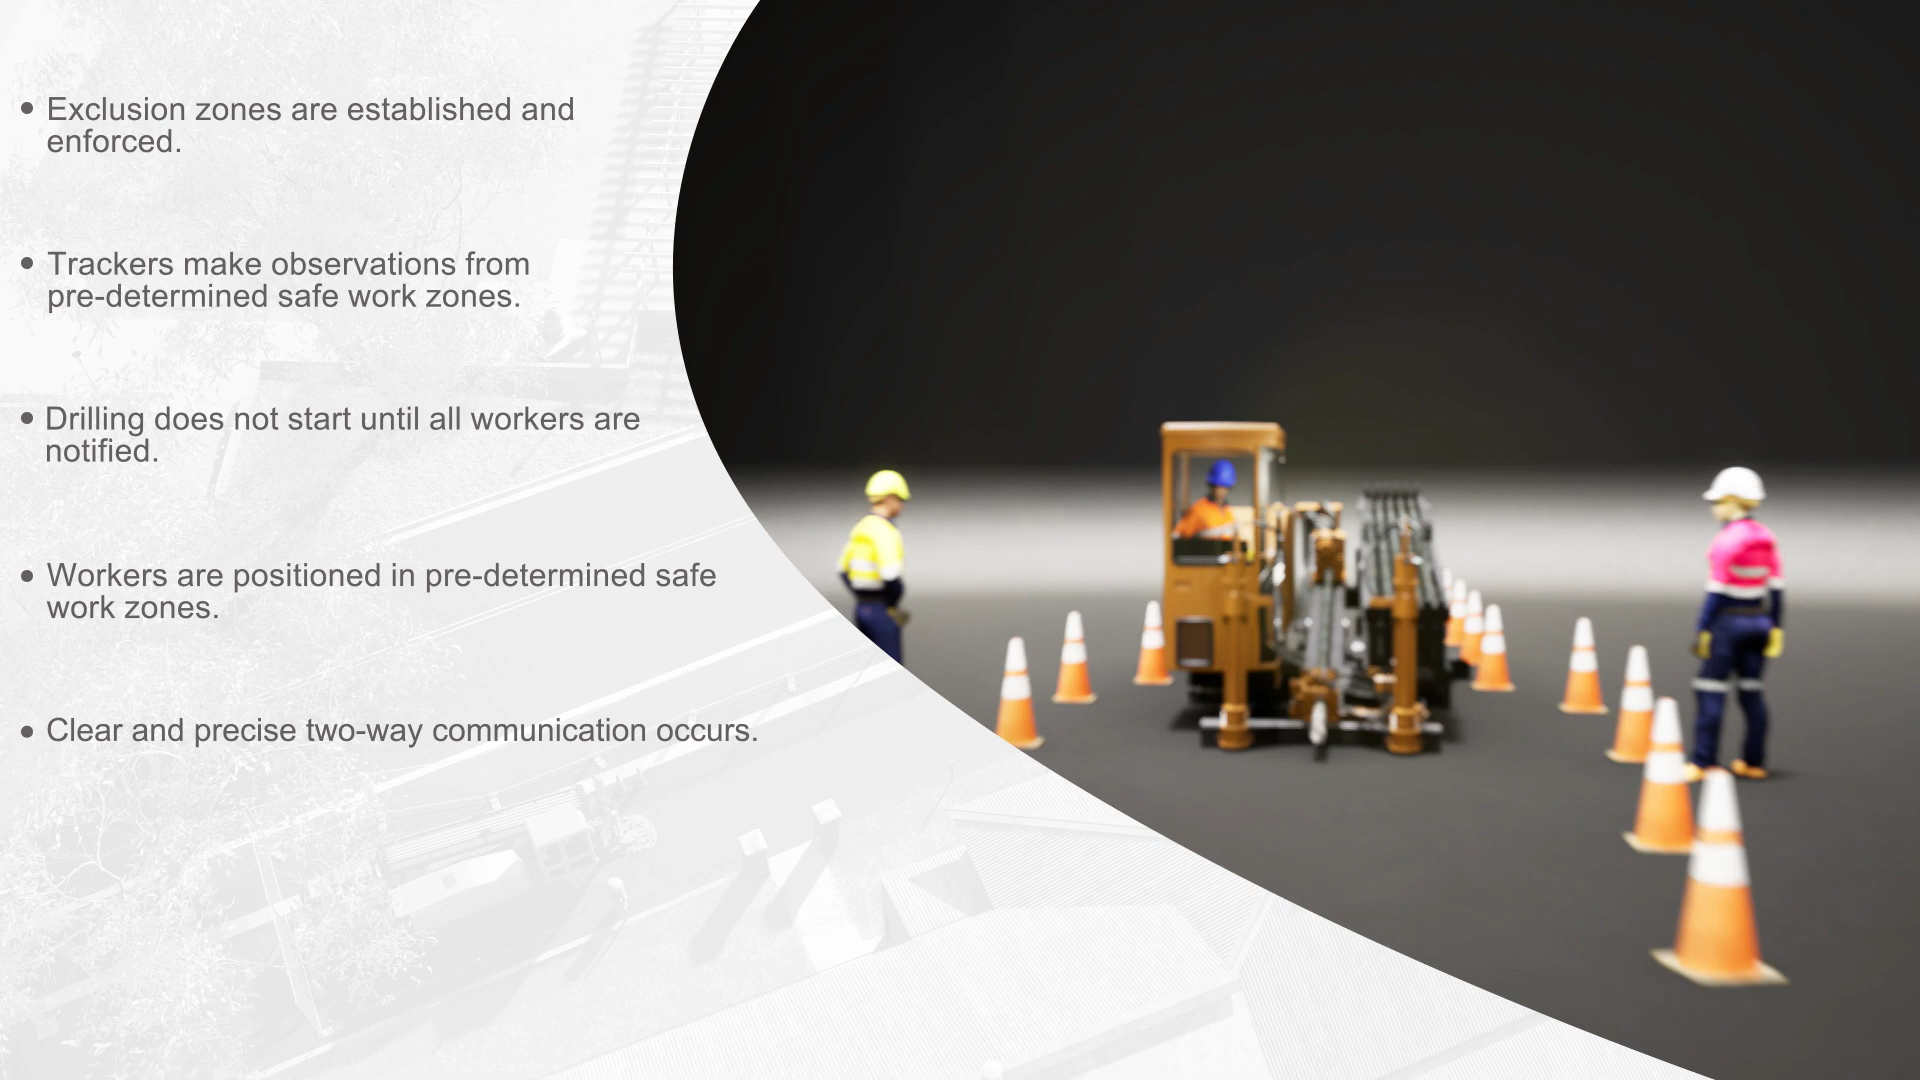 • Exclusion zones are established and
enforced.
• Trackers make observations from
pre-determined safe work zones.
• Drilling does not start until all workers are
notified.
• Workers are positioned in pre-determined safe
work zones.
• Clear and precise two-way communication occurs.